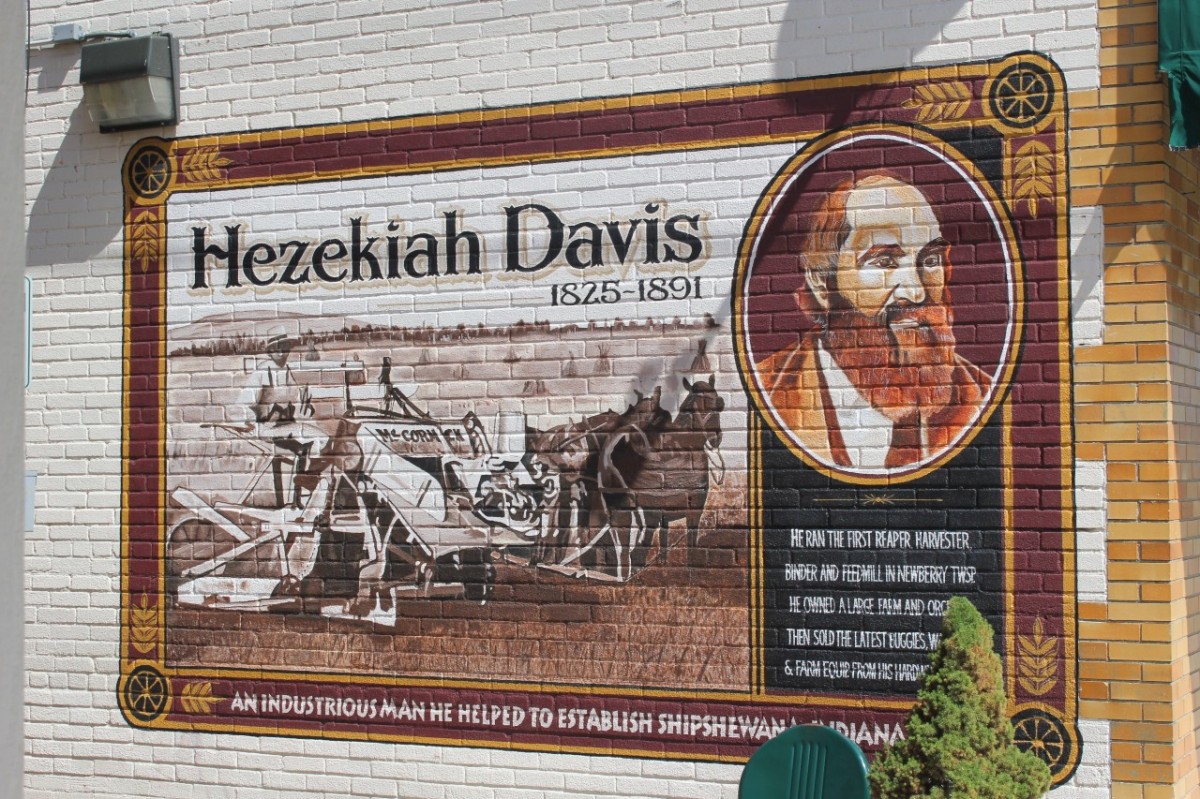 Hezekiah Davis
1825-1891
McCORMICK
HE RAN THE FIRST REAPER HARVESTER,
BINDER AND FEED-MILL IN NEWBERRY TWSP.
HE OWNED A LARGE FARM AND
THEN SOLD THE LATEST BUGGIES,
& FARM EQUIP FROM HIS
AN INDUSTRIOUS MAN HE HELPED TO ESTABLISH SHIPSHEWANA, INDIANA